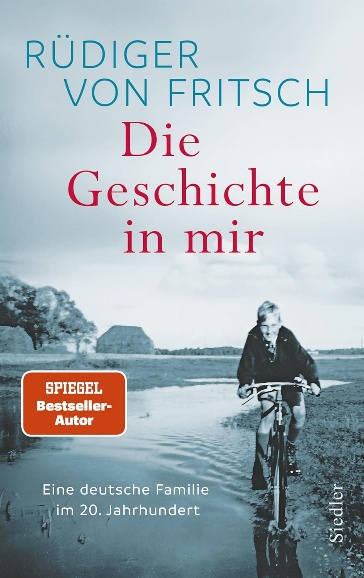 RÜDIGER
VON FRITSCH
Die
Geschichte
in mir
SPIEGEL
Bestseller-
Autor
Eine deutsche Familie
im 20. Jahrhundert
Siedler